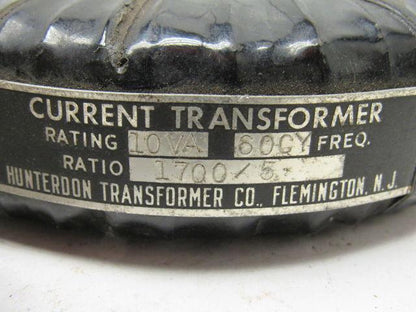 CURRENT TRANSFORMER
RATING 10VA 60CY FREQ.
RATIO 1700/5
HUNTERDON TRANSFORMER CO., FLEMINGTON, N. J.